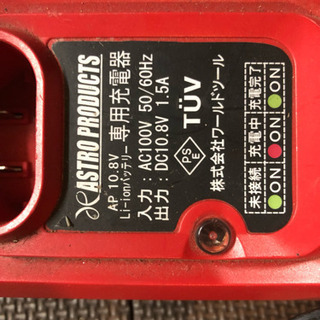 ASTRO PRODUCTS
AP 10.8V
Li-ionバッテリー 専用充電器
入力：AC100V 50/60Hz
出力：DC10.8V 1.5A
PS
E
TÜV
株式会社ワールドツール
未接続 充電中 充電完了
ON ON ON